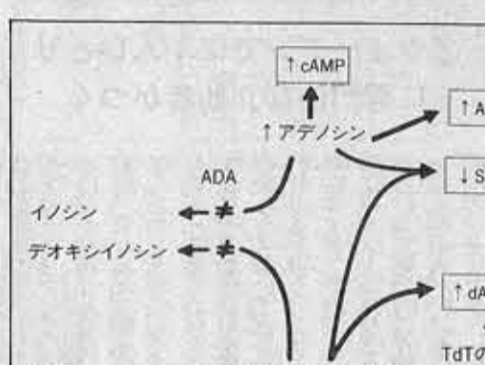 ↑ cAMP
↑ アデノシン
↑ A
ADA
↓ S
イノシン
≠
デオキシイノシン
≠
↑ dA
TdTの